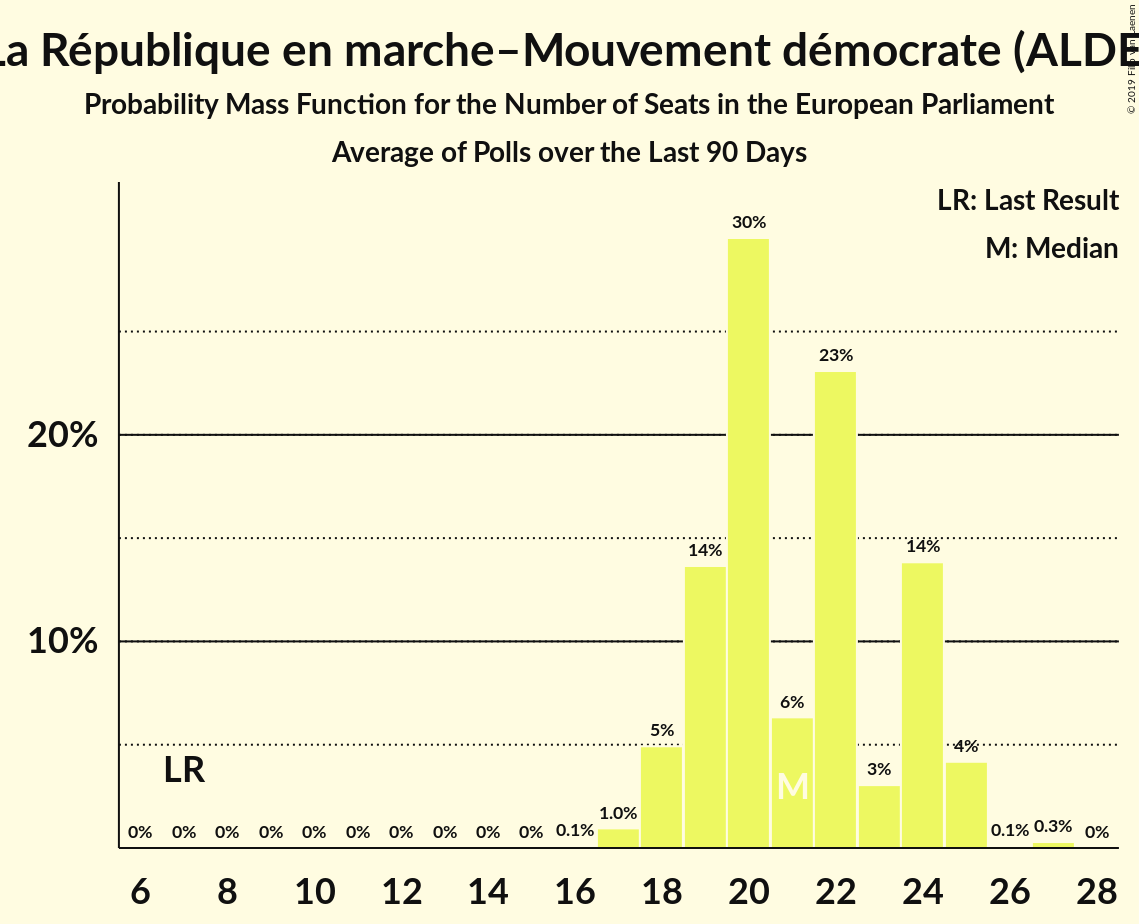 La République en marche–Mouvement démocrate (ALDE
© 2019 Filip van Laenen
Probability Mass Function for the Number of Seats in the European Parliament
Average of Polls over the Last 90 Days
LR: Last Result
M: Median
30%
23%
20%
14%
14%
10%
6%
5%
4%
3%
LR
M
0% 0% 0% 0% 0% 0% 0% 0% 0% 0% 0.1% 1.0% 0.1% 0.3% 0%
6 8 10 12 14 16 18 20 22 24 26 28